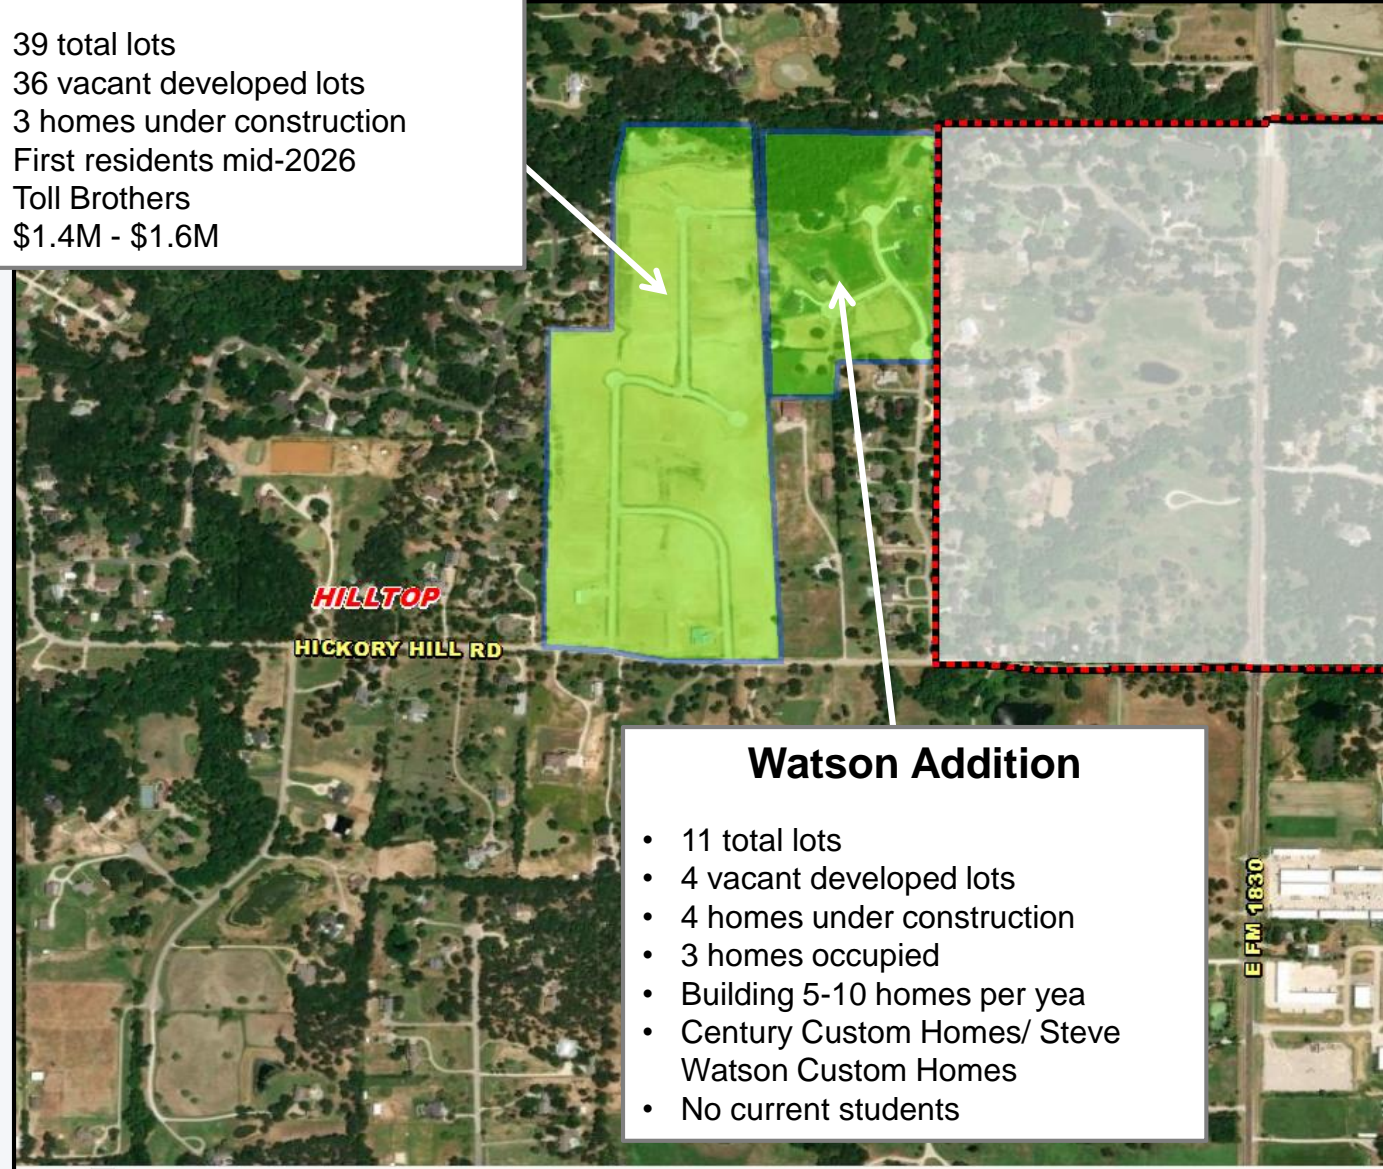 39 total lots
36 vacant developed lots
3 homes under construction
First residents mid-2026
Toll Brothers
$1.4M - $1.6M
HILLTOP
HICKORY HILL RD
Watson Addition
• 11 total lots
• 4 vacant developed lots
• 4 homes under construction
• 3 homes occupied
• Building 5-10 homes per yea
• Century Custom Homes/ Steve
Watson Custom Homes
• No current students
E FM 1830